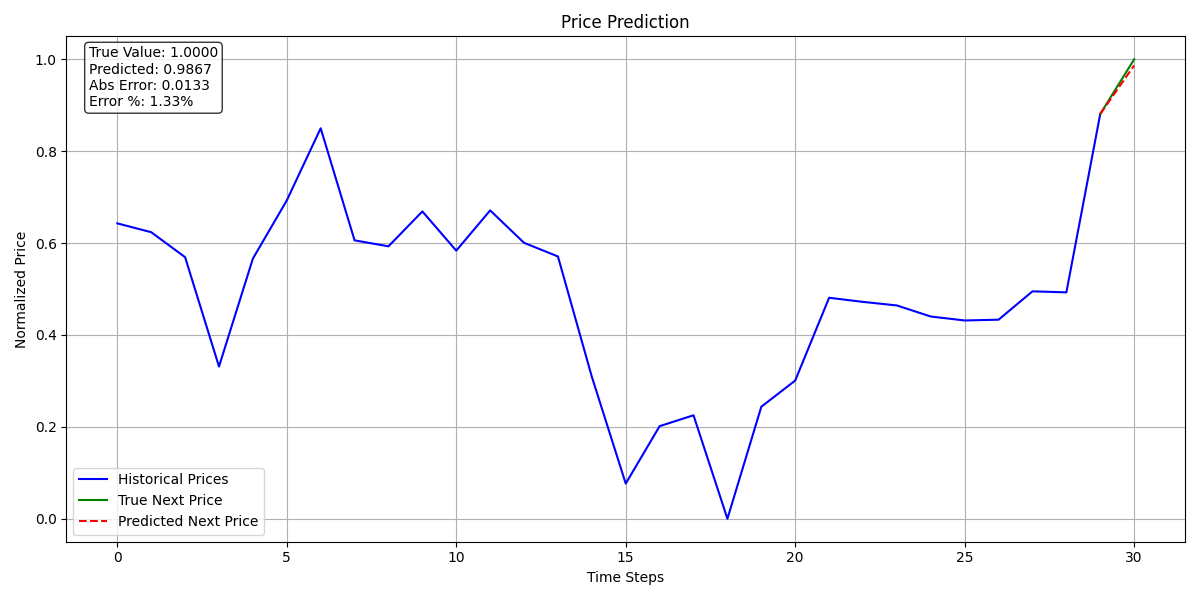 Price Prediction
True Value: 1.0000
Predicted: 0.9867
Abs Error: 0.0133
Error %: 1.33%
Normalized Price
1.0
0.8
0.6
0.4
0.2
0.0
Historical Prices
True Next Price
Predicted Next Price
0 5 10 15 20 25 30
Time Steps